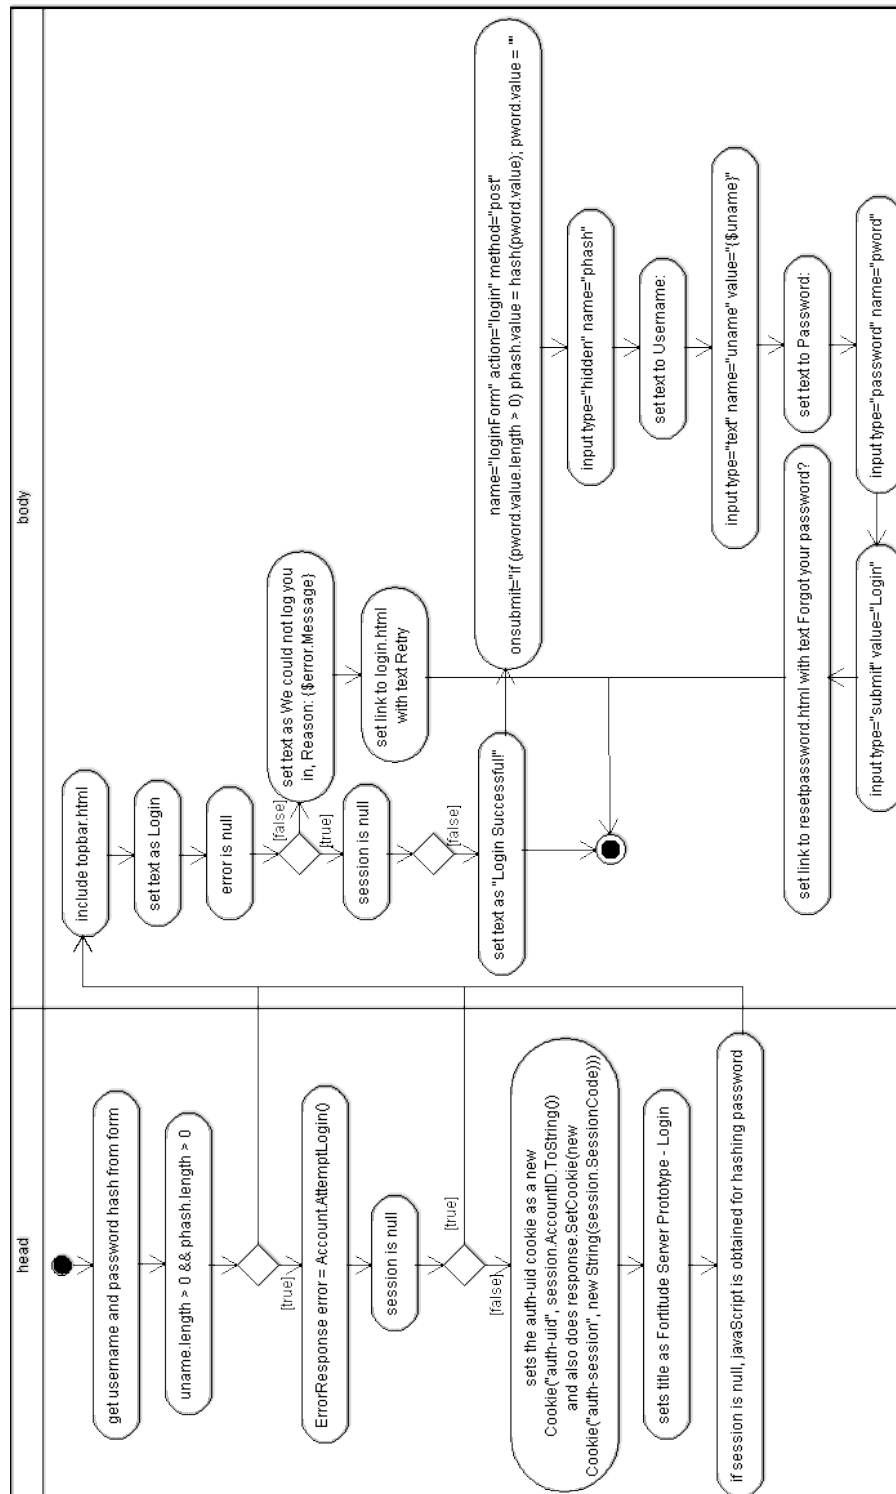 head
get username and password hash from form
uname.length > 0 && phash.length > 0
[true]
ErrorResponse error = Account.AttemptLogin()
session is null
[true]
[false]
sets the auth-uid cookie as a new
Cookie("auth-uid", session.AccountID.ToString())
and also does response.SetCookie(new
Cookie("auth-session", new String(session.SessionCode)))
sets title as Fortitude Server Prototype - Login
if session is null, javaScript is obtained for hashing password
body
include topbar.html
set text as Login
error is null
[false]
[true]
set text as We could not log you
in, Reason: {$error.Message}
set link to login.html
with text Retry
session is null
[false]
set text as "Login Successful!"
name="loginForm" action="login" method="post"
onsubmit="if (pword.value.length > 0) phash.value = hash(pword.value); pword.value = '"
input type="hidden" name="phash"
set text to Username:
input type="text" name="uname" value="{$uname}"
set text to Password:
input type="password" name="pword"
input type="submit" value="Login"
set link to resetpassword.html with text Forgot your password?